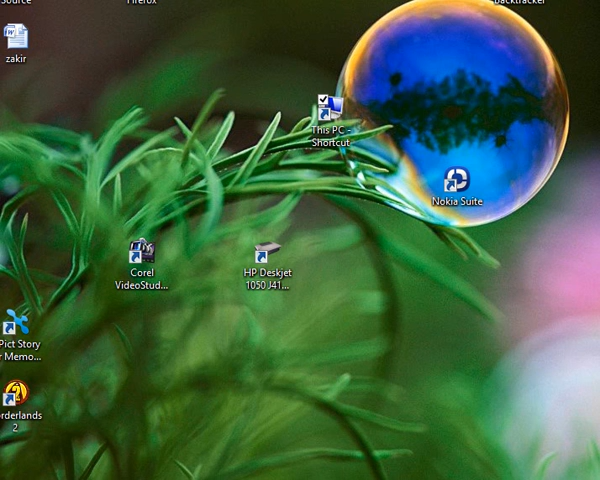 Source
Firefox
Backtracker
zakir
This PC -
Shortcut
Nokia Suite
Corel
VideoStud...
HP Deskjet
1050 J41...
Pict Story
r Memo...
orderlands
2